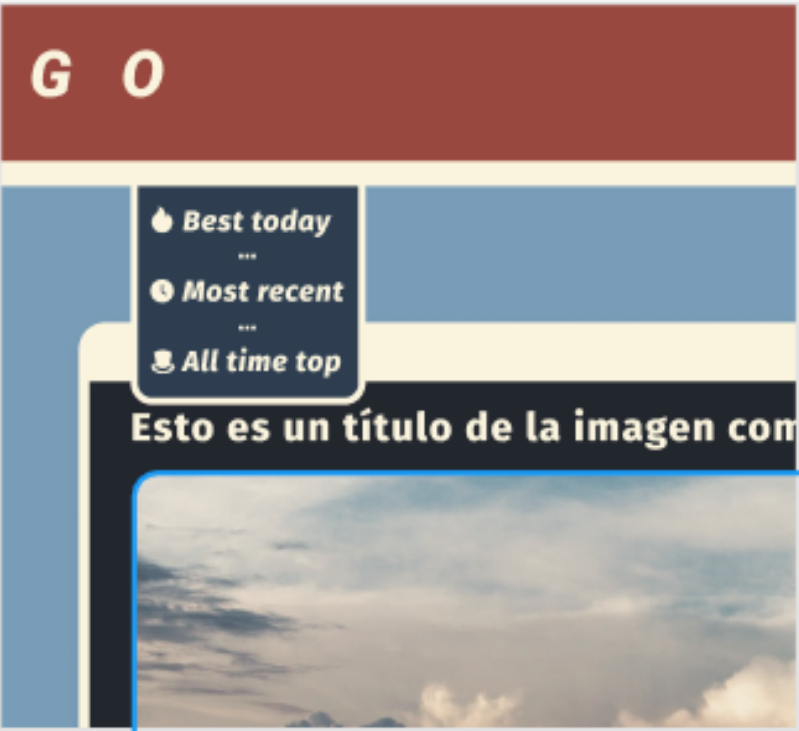 G O
Best today
...
Most recent
...
All time top
Esto es un título de la imagen com